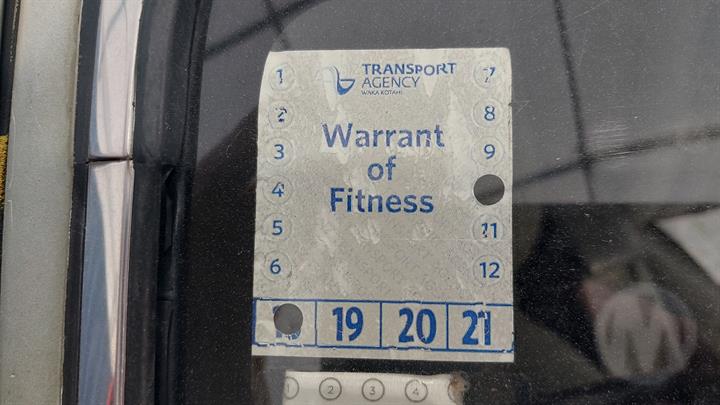 TRANSPORT
AGENCY
WAKA KOTAHI
Warrant
of
Fitness
1
2
3
4
5
6
7
8
9
11
12
19
20
21
1 2 3 4